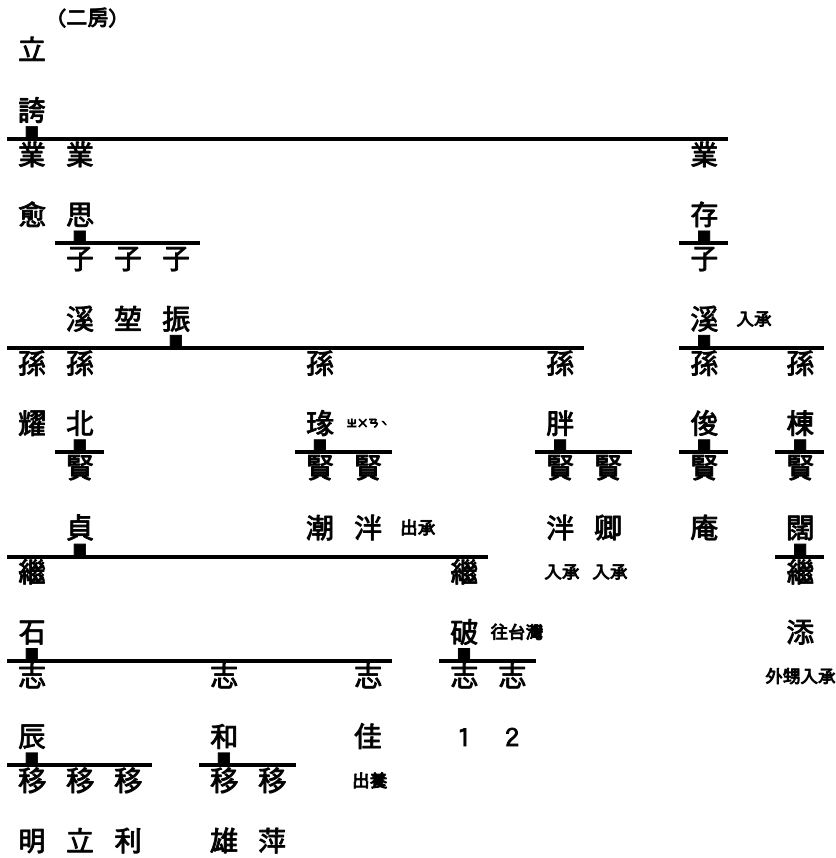 (二房)
立
誇
業 業 業
愈 思 存
子 子 子 子
溪 堃 振 溪 入承
孫 孫 孫 孫 孫 孫
耀 北 瑑 ㄓㄨㄢˋ 胖 俊 棟
賢 賢 賢 賢 賢 賢 賢
貞 潮 泮 出承 泮 卿 庵 闊
繼 繼 入承 入承 繼
石 破 往台灣 添
志 志 志 志 志 外甥入承
辰 和 佳 1 2
移 移 移 移 移 出養
明 立 利 雄 萍